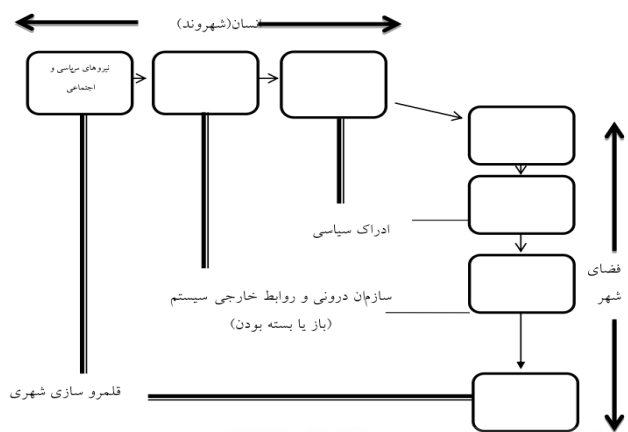 انسان(شهروند)
نیروهای سیاسی و
اجتماعی
ادراک سیاسی
فضای
شهر
سازمان درونی و روابط خارجی سیستم
(باز یا بسته بودن)
قلمرو سازی شهری